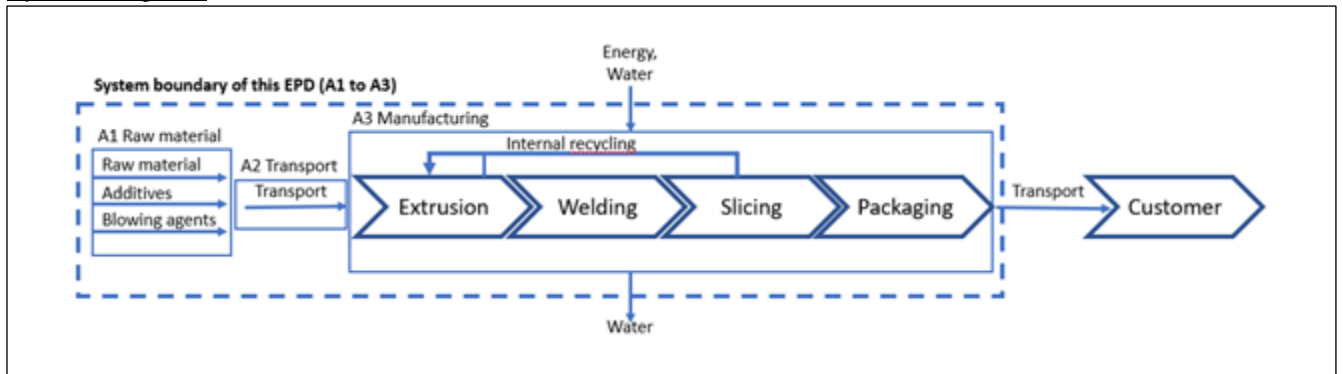 Energy,
Water
System boundary of this EPD (A1 to A3)
A3 Manufacturing
A1 Raw material
Internal recycling
Raw material
A2 Transport
Additives
Transport
Transport
Blowing agents
Extrusion
Welding
Slicing
Packaging
Customer
Water